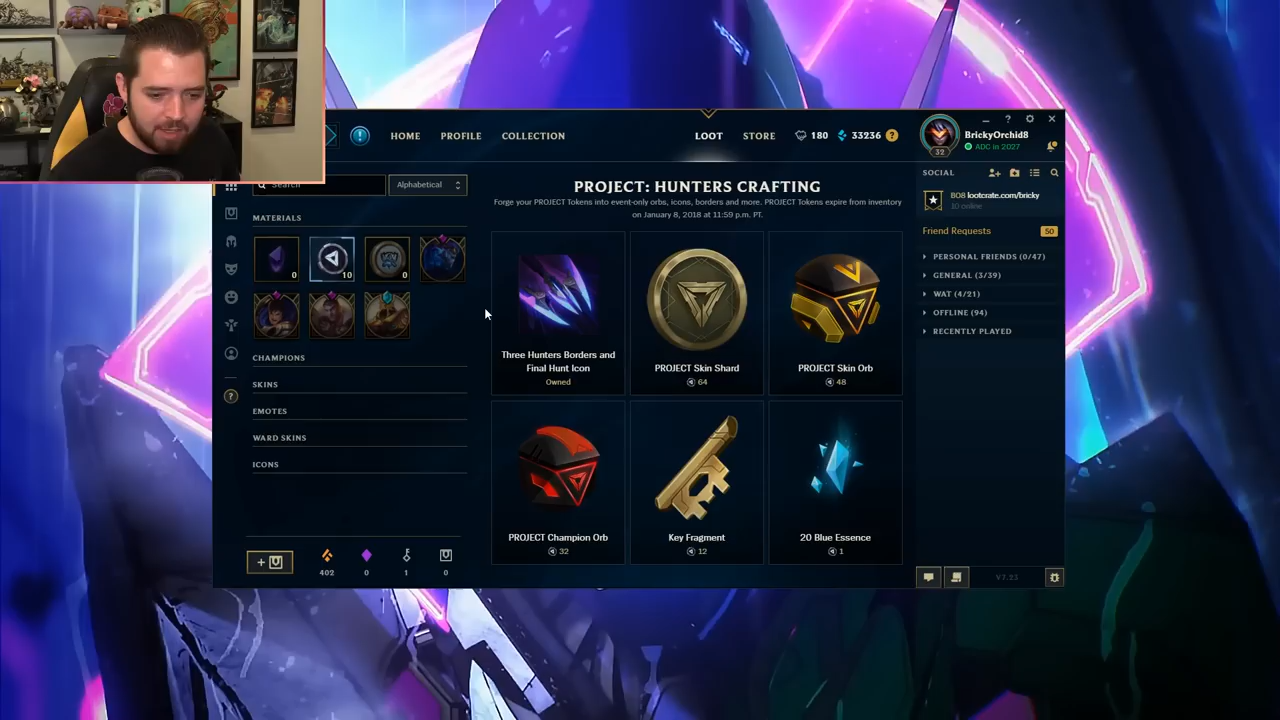 HOME
PROFILE
COLLECTION
LOOT
STORE
180
33236
?
?
32
BrickyOrchid8
ADC in 2027
Search
Alphabetical
MATERIALS
0
10
0
CHAMPIONS
SKINS
EMOTES
WARD SKINS
ICONS
?
402
0
1
0
PROJECT: HUNTERS CRAFTING
Forge your PROJECT Tokens into event-only orbs, icons, borders and more. PROJECT Tokens expire from inventory
on January 8, 2018 at 11:59 p.m. PT.
Three Hunters Borders and
Final Hunt Icon
Owned
PROJECT Skin Shard
64
PROJECT Skin Orb
48
PROJECT Champion Orb
32
Key Fragment
12
20 Blue Essence
1
SOCIAL
BO8 lootcrate.com/bricky
10 online
Friend Requests
50
PERSONAL FRIENDS (0/47)
GENERAL (3/39)
WAT (4/21)
OFFLINE (94)
RECENTLY PLAYED